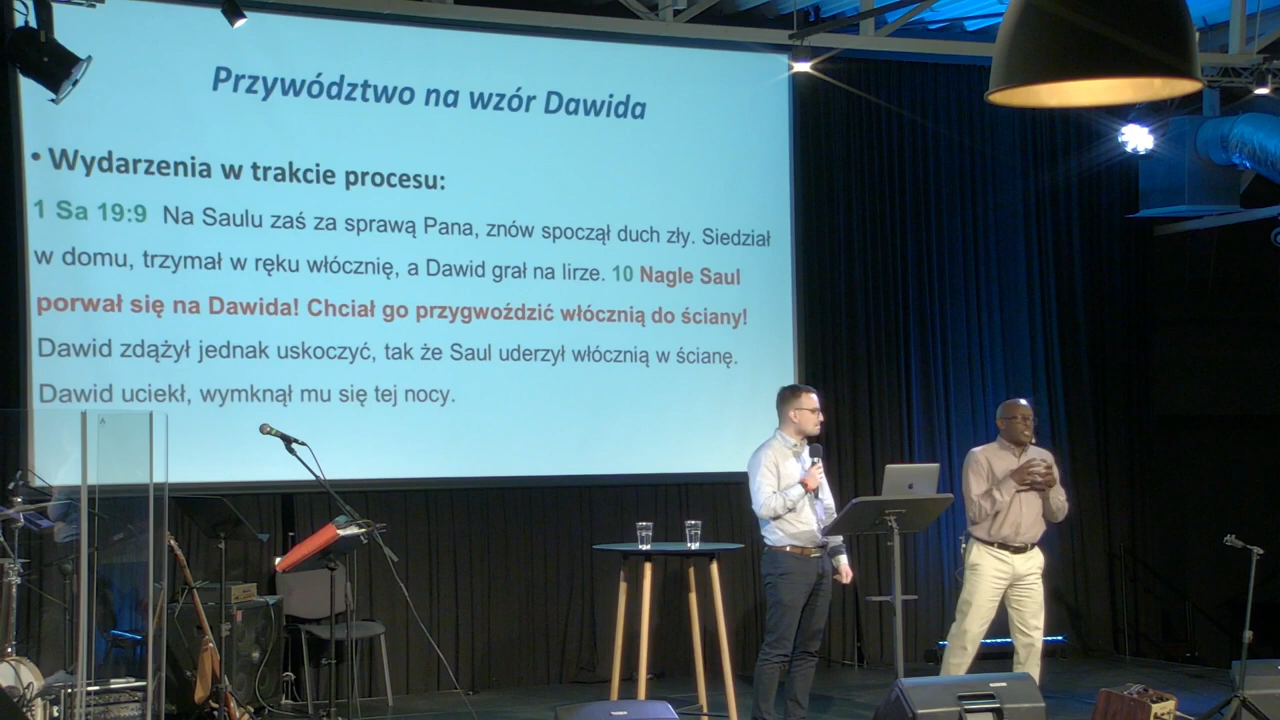 Przywództwo na wzór Dawida
• Wydarzenia w trakcie procesu:
1 Sa 19:9 Na Saulu zaś za sprawą Pana, znów spoczął duch zły. Siedział
w domu, trzymał w ręku włócznię, a Dawid grał na lirze. 10 Nagle Saul
porwał się na Dawida! Chciał go przygwoździć włócznią do ściany!
Dawid zdążył jednak uskoczyć, tak że Saul uderzył włócznią w ścianę.
Dawid uciekł, wymknął mu się tej nocy.